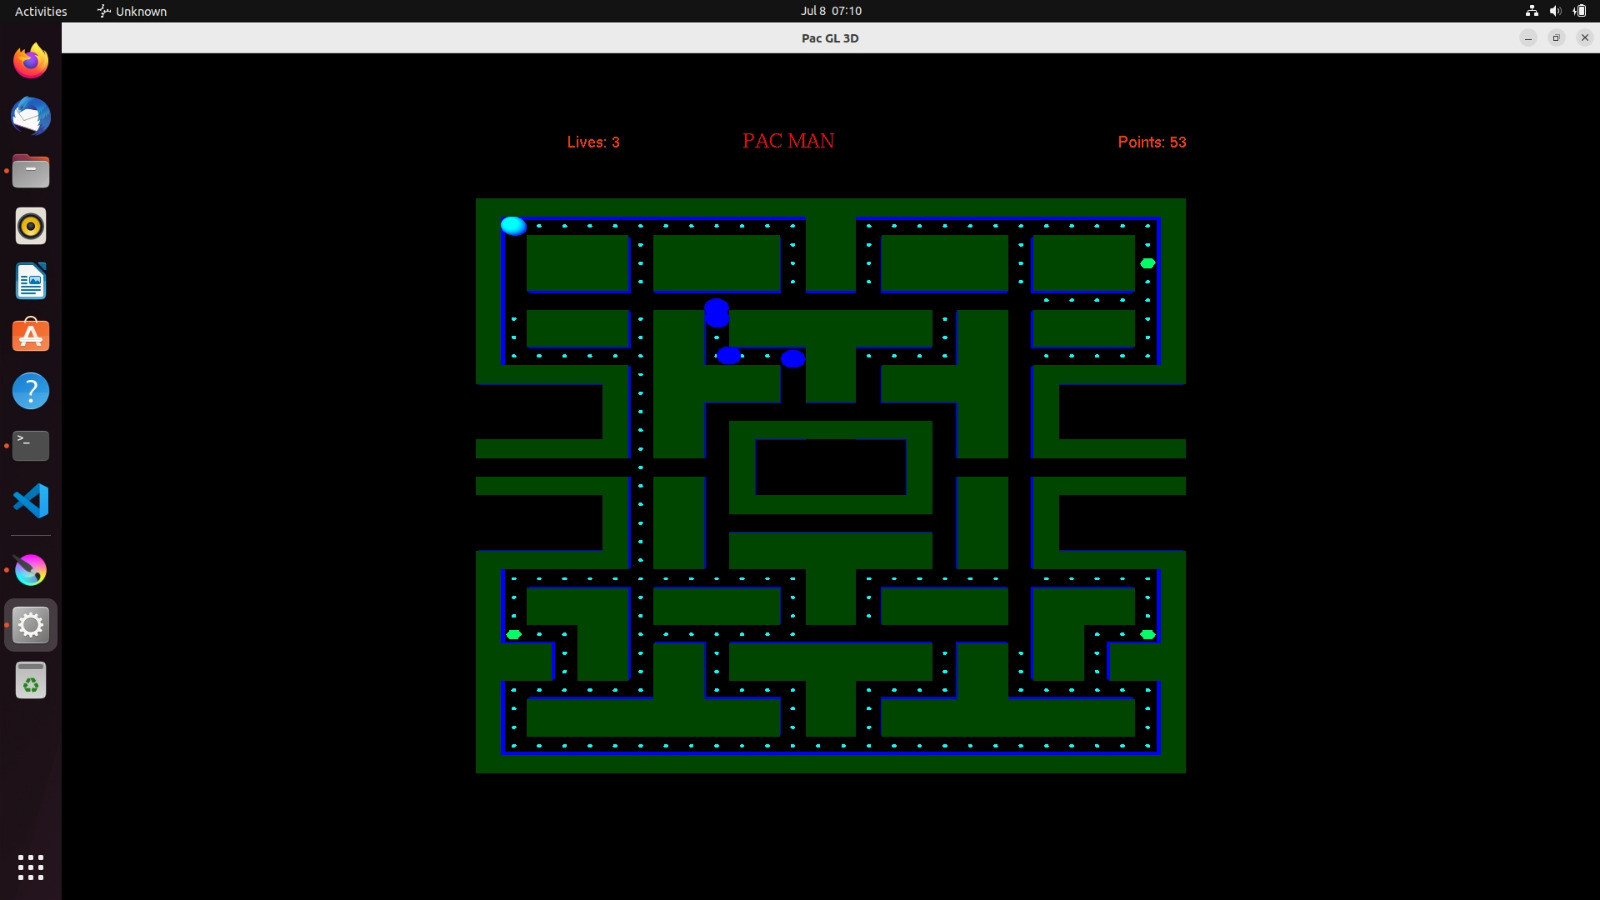 Activities
Unknown
Jul 8 07:10
Pac GL 3D
Lives: 3
PAC MAN
Points: 53